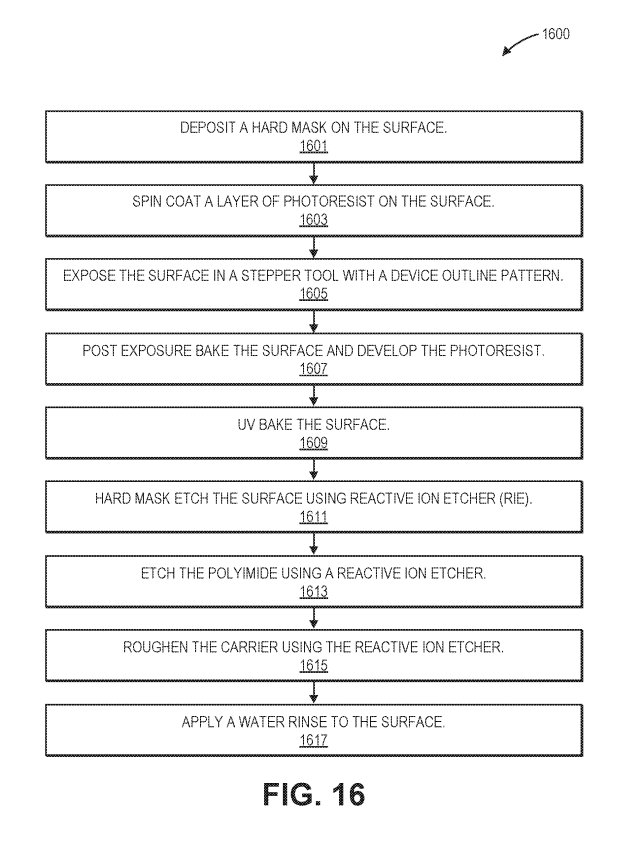 1600
DEPOSIT A HARD MASK ON THE SURFACE.
1601
SPIN COAT A LAYER OF PHOTORESIST ON THE SURFACE.
1603
EXPOSE THE SURFACE IN A STEPPER TOOL WITH A DEVICE OUTLINE PATTERN.
1605
POST EXPOSURE BAKE THE SURFACE AND DEVELOP THE PHOTORESIST.
1607
UV BAKE THE SURFACE.
1609
HARD MASK ETCH THE SURFACE USING REACTIVE ION ETCHER (RIE).
1611
ETCH THE POLYIMIDE USING A REACTIVE ION ETCHER.
1613
ROUGHEN THE CARRIER USING THE REACTIVE ION ETCHER.
1615
APPLY A WATER RINSE TO THE SURFACE.
1617
FIG. 16